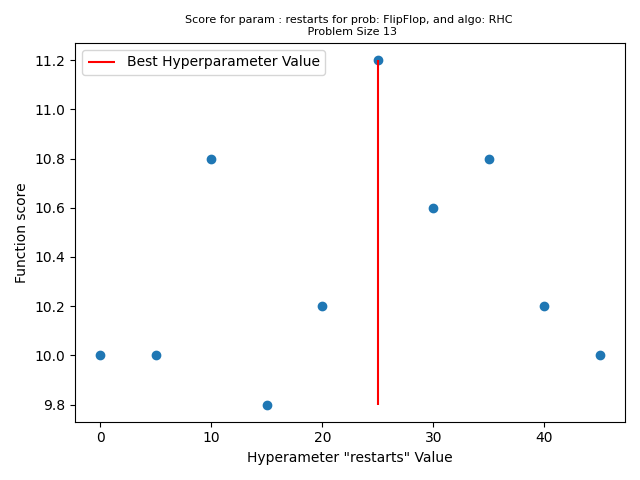 Score for param : restarts for prob: FlipFlop, and algo: RHC
Problem Size 13
Best Hyperparameter Value
Function score
11.2
11.0
10.8
10.6
10.4
10.2
10.0
9.8
0 10 20 30 40
Hyperameter "restarts" Value